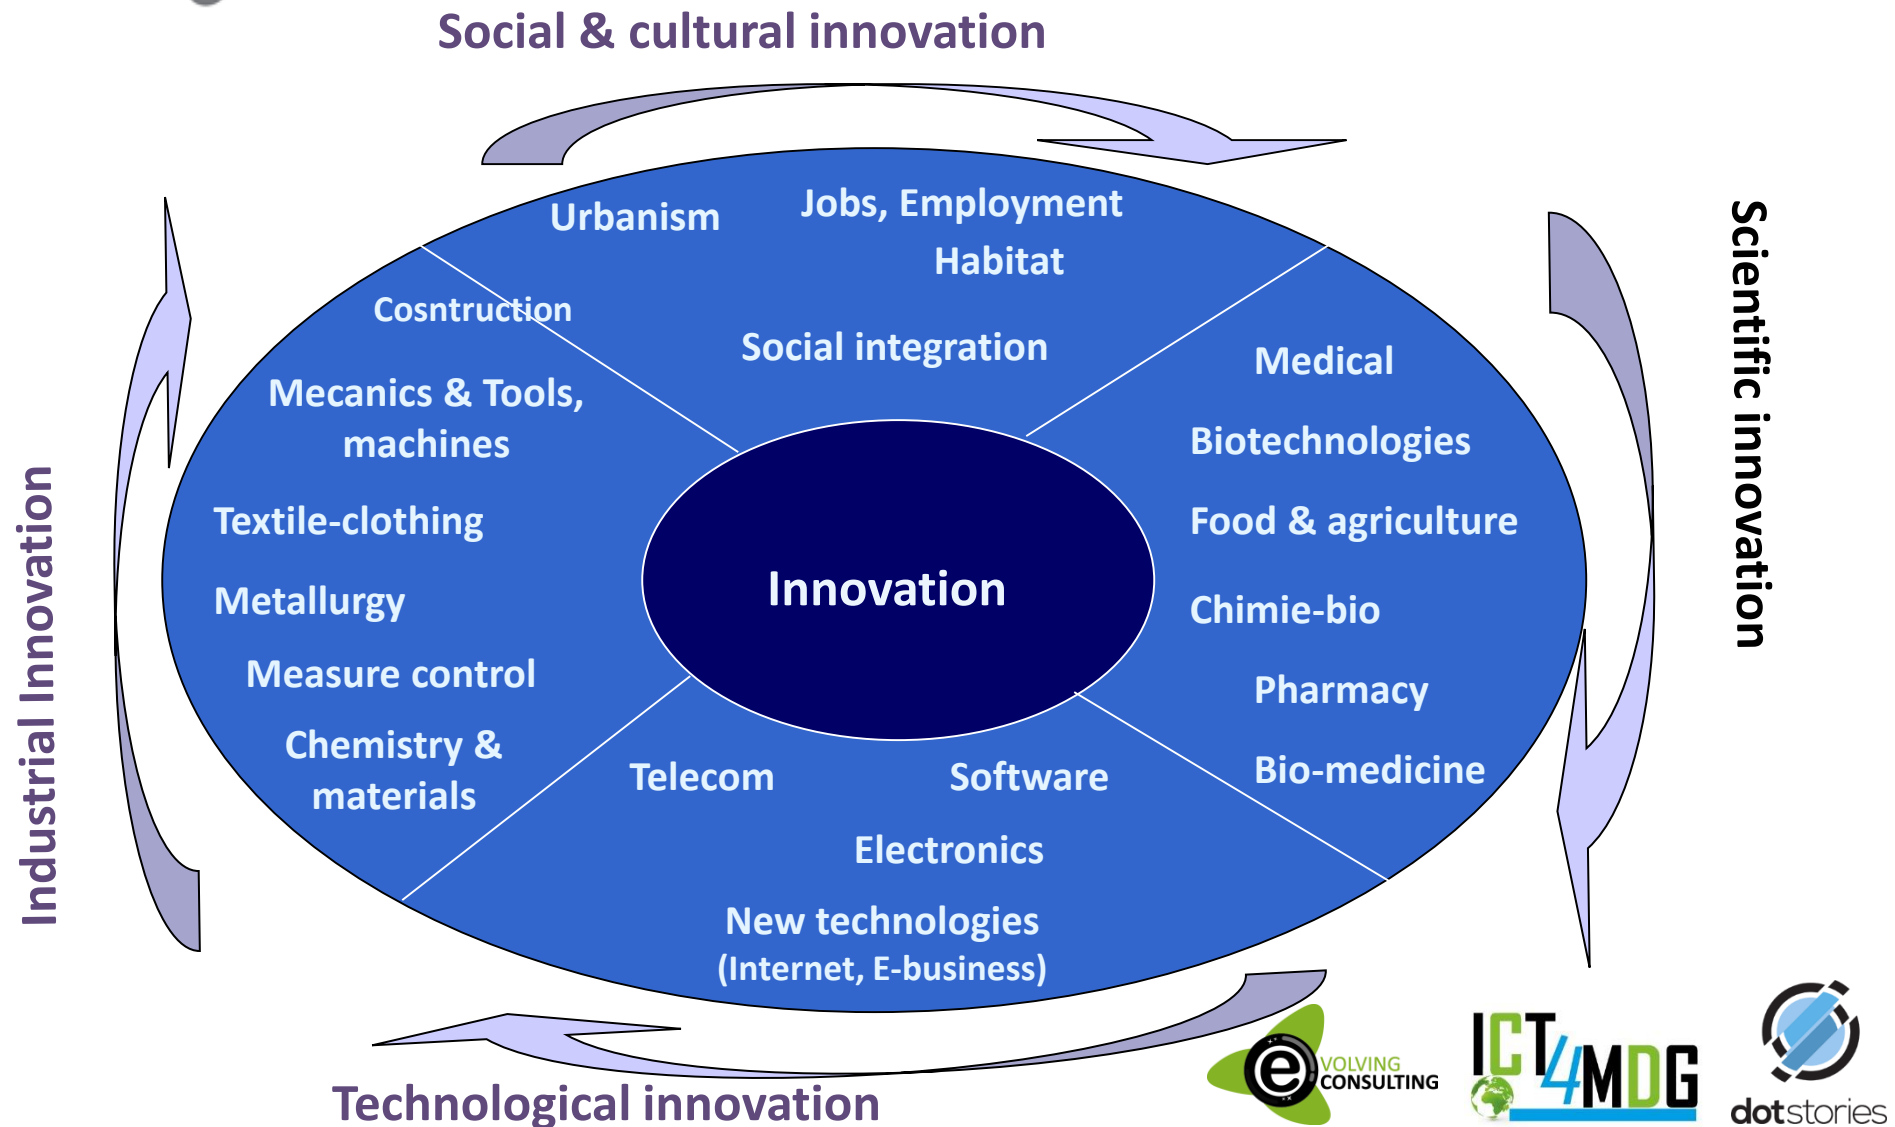 Social & cultural innovation
Urbanism
Jobs, Employment
Habitat
Social integration
Scientific innovation
Medical
Biotechnologies
Food & agriculture
Chimie-bio
Pharmacy
Bio-medicine
Innovation
Industrial Innovation
Cosntruction
Mecanics & Tools,
machines
Textile-clothing
Metallurgy
Measure control
Chemistry &
materials
Telecom
Software
Electronics
New technologies
(Internet, E-business)
Technological innovation
e VOLVING
CONSULTING
ICT4MDG
dotstories